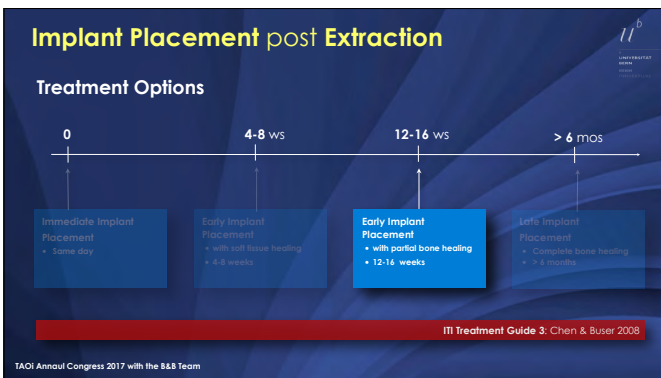 Implant Placement post Extraction
u^b
UNIVERSITÄT
BERN
Treatment Options
0
4-8 ws
12-16 ws
> 6 mos
Immediate Implant
Placement
• Same day
Early Implant
Placement
• with soft tissue healing
• 4-8 weeks
Early Implant
Placement
• with partial bone healing
• 12-16 weeks
Late Implant
Placement
• Complete bone healing
• > 6 months
ITI Treatment Guide 3: Chen & Buser 2008
TAOi Annaul Congress 2017 with the B&B Team